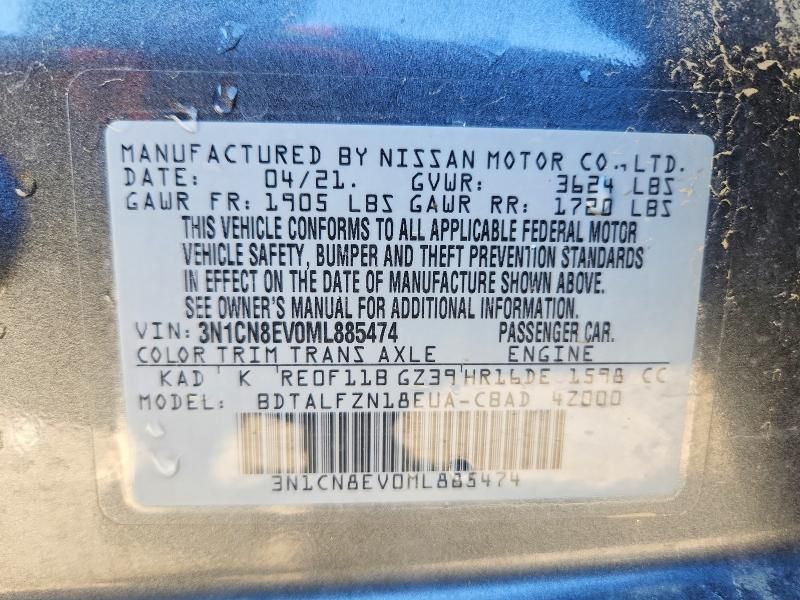 MANUFACTURED BY NISSAN MOTOR CO., LTD.
DATE: 04/21. GVWR: 3624 LBS
GAWR FR: 1905 LBS GAWR RR: 1720 LBS
THIS VEHICLE CONFORMS TO ALL APPLICABLE FEDERAL MOTOR
VEHICLE SAFETY, BUMPER AND THEFT PREVENTION STANDARDS
IN EFFECT ON THE DATE OF MANUFACTURE SHOWN ABOVE.
SEE OWNER'S MANUAL FOR ADDITIONAL INFORMATION.
VIN: 3N1CN8EV0ML885474 PASSENGER CAR.
COLOR TRIM TRANS AXLE ENGINE
KAD K RE0F11B GZ39 HR16DE 1598 CC
MODEL: BDTALFZN18EUA-CBAD 4Z000
3N1CN8EV0ML885474